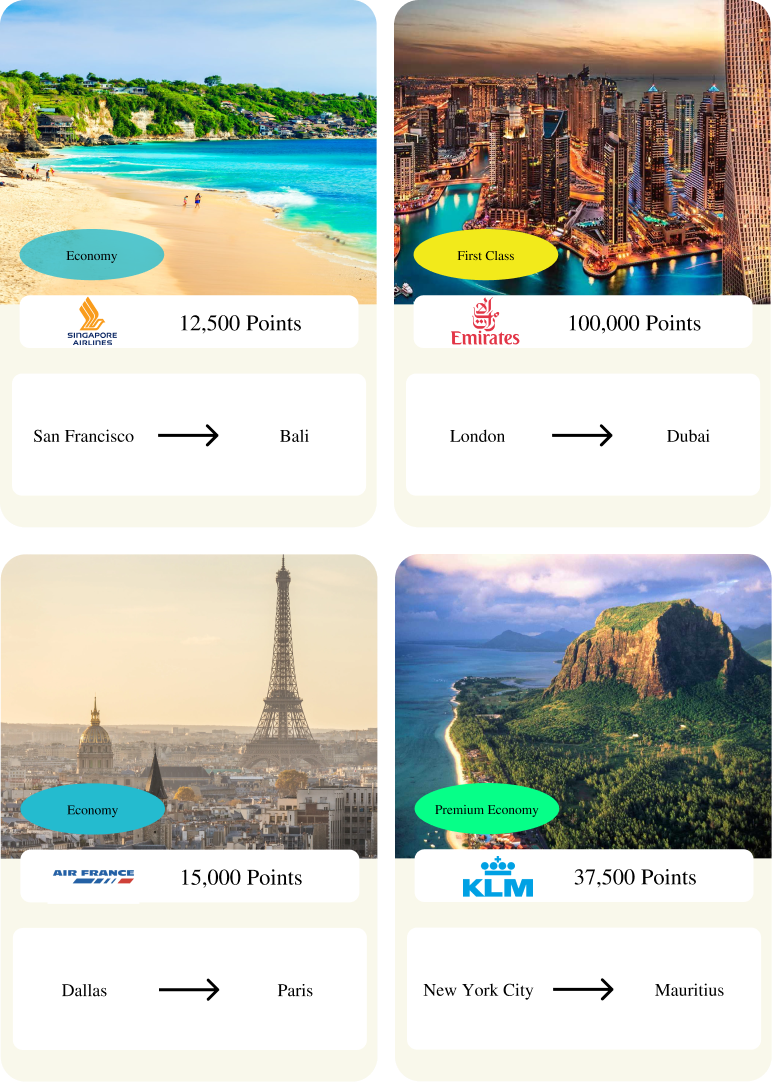 Economy
SINGAPORE
AIRLINES
12,500 Points
San Francisco
Bali
First Class
Emirates
100,000 Points
London
Dubai
Economy
AIR FRANCE
15,000 Points
Dallas
Paris
Premium Economy
KLM
37,500 Points
New York City
Mauritius